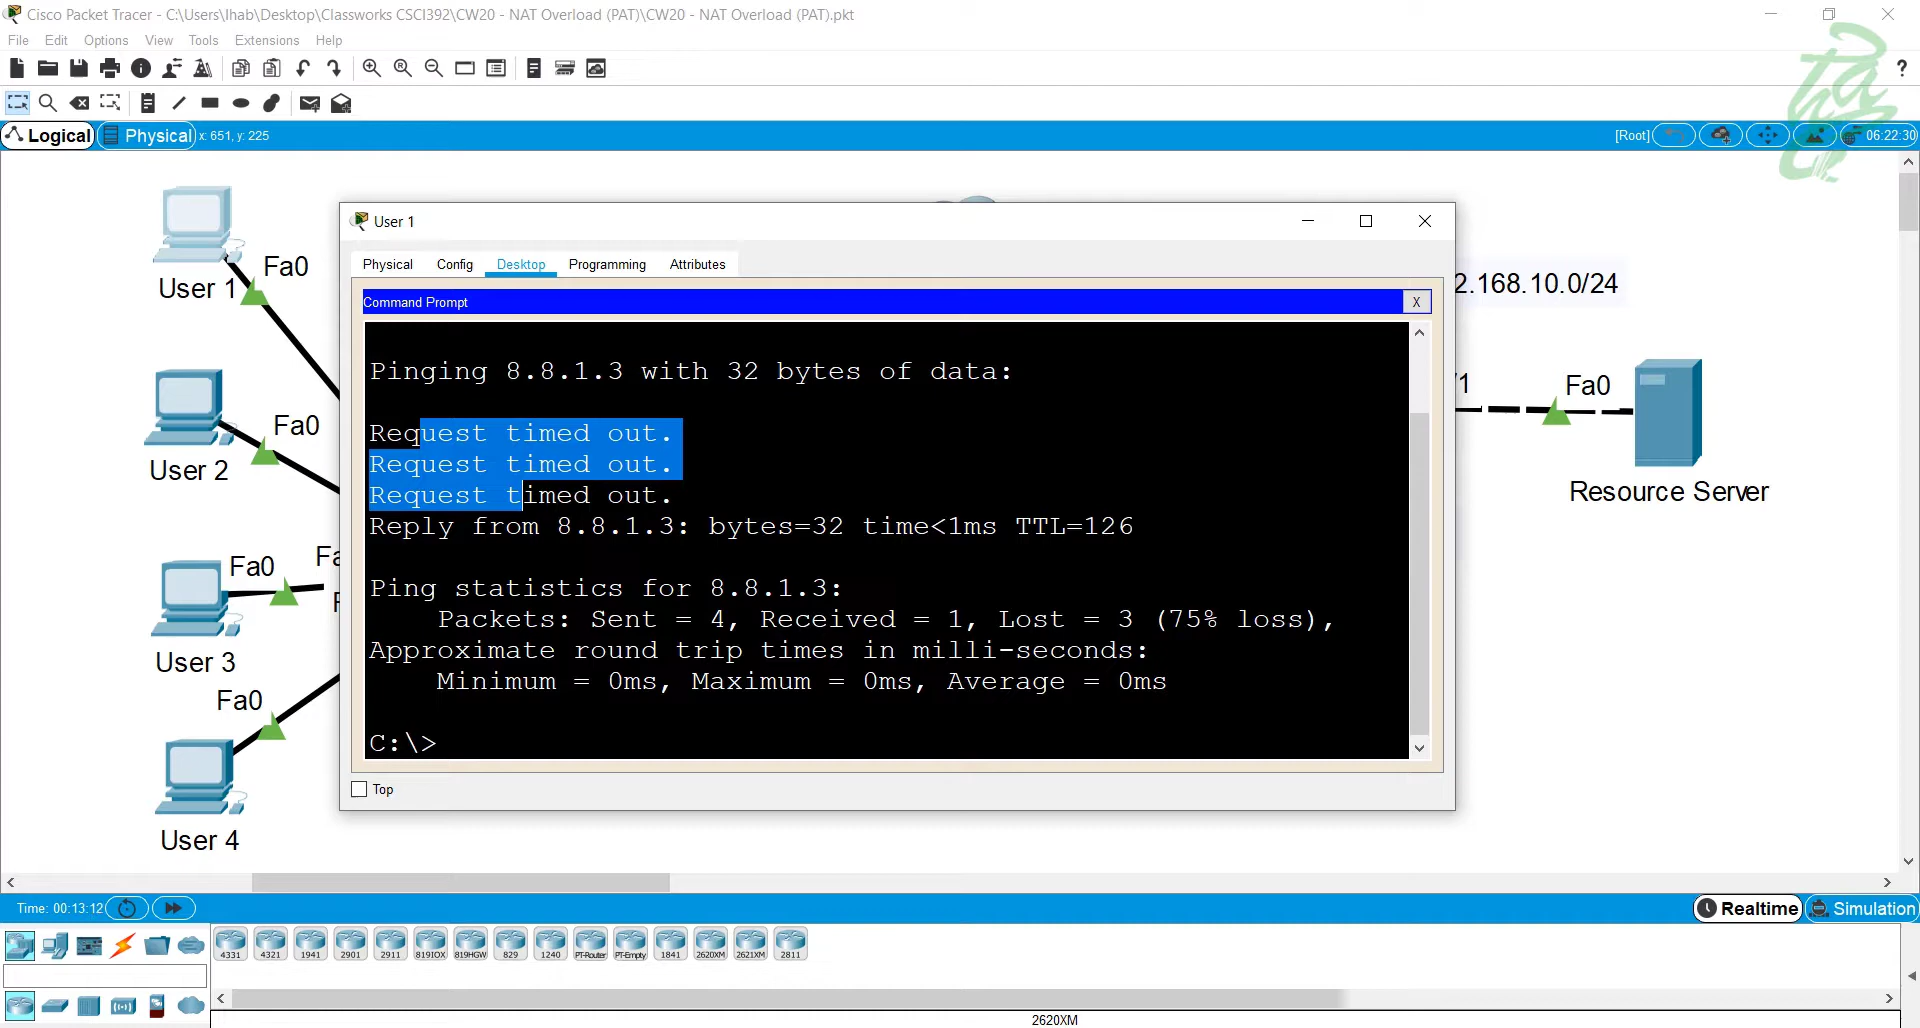 Cisco Packet Tracer - C:\Users\Ihab\Desktop\Classworks CSCI392\CW20 - NAT Overload (PAT)\CW20 - NAT Overload (PAT).pkt
File Edit Options View Tools Extensions Help
?
Logical Physical x: 651, y: 225
[Root] 06:22:30
User 1
Fa0
User 1
Physical Config Desktop Programming Attributes
Command Prompt
X
2.168.10.0/24
Pinging 8.8.1.3 with 32 bytes of data:
Request timed out.
Request timed out.
Request timed out.
Reply from 8.8.1.3: bytes=32 time<1ms TTL=126
Ping statistics for 8.8.1.3:
Packets: Sent = 4, Received = 1, Lost = 3 (75% loss),
Approximate round trip times in milli-seconds:
Minimum = 0ms, Maximum = 0ms, Average = 0ms
C:\>
Top
Fa0
User 2
Fa0
User 3
Fa0
User 4
/1
Fa0
Resource Server
Time: 00:13:12
Realtime Simulation
4331 4321 1941 2901 2911 819IOX 819HGW 829 1240 PT-Router PT-Empty 1841 2620XM 2621XM 2811
2620XM